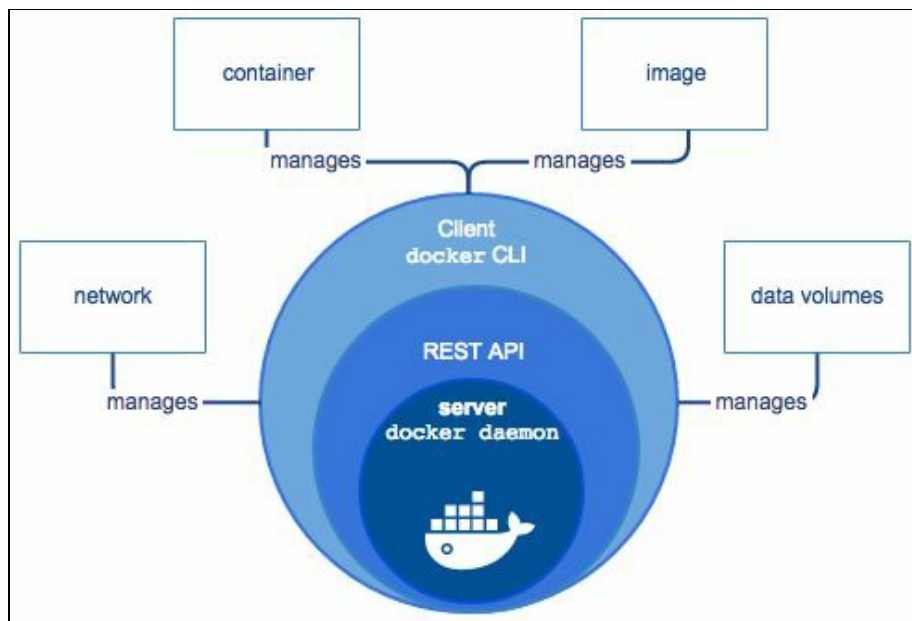 container
image
manages
manages
Client
docker CLI
network
data volumes
REST API
manages
manages
server
docker daemon